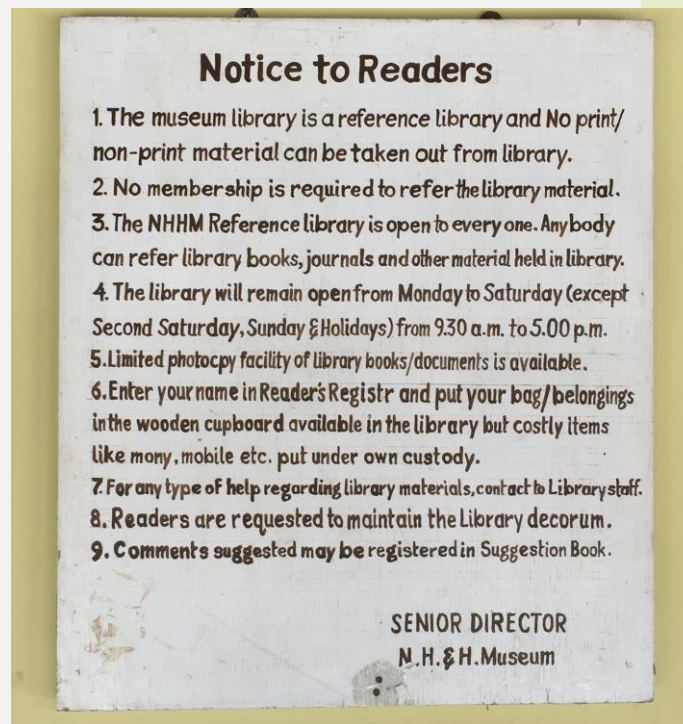 Notice to Readers
1. The museum library is a reference library and No print/
non-print material can be taken out from library.
2. No membership is required to refer the library material.
3. The NHHM Reference library is open to every one. Any body
can refer library books, journals and other material held in library.
4. The library will remain open from Monday to Saturday (except
Second Saturday, Sunday & Holidays) from 9.30 a.m. to 5.00 p.m.
5. Limited photocpy facility of library books/documents is available.
6. Enter your name in Reader's Registr and put your bag/belongings
in the wooden cupboard available in the library but costly items
like mony, mobile etc. put under own custody.
7. For any type of help regarding library materials, contact to Library staff.
8. Readers are requested to maintain the Library decorum.
9. Comments suggested may be registered in Suggestion Book.
SENIOR DIRECTOR
N.H.& H. Museum